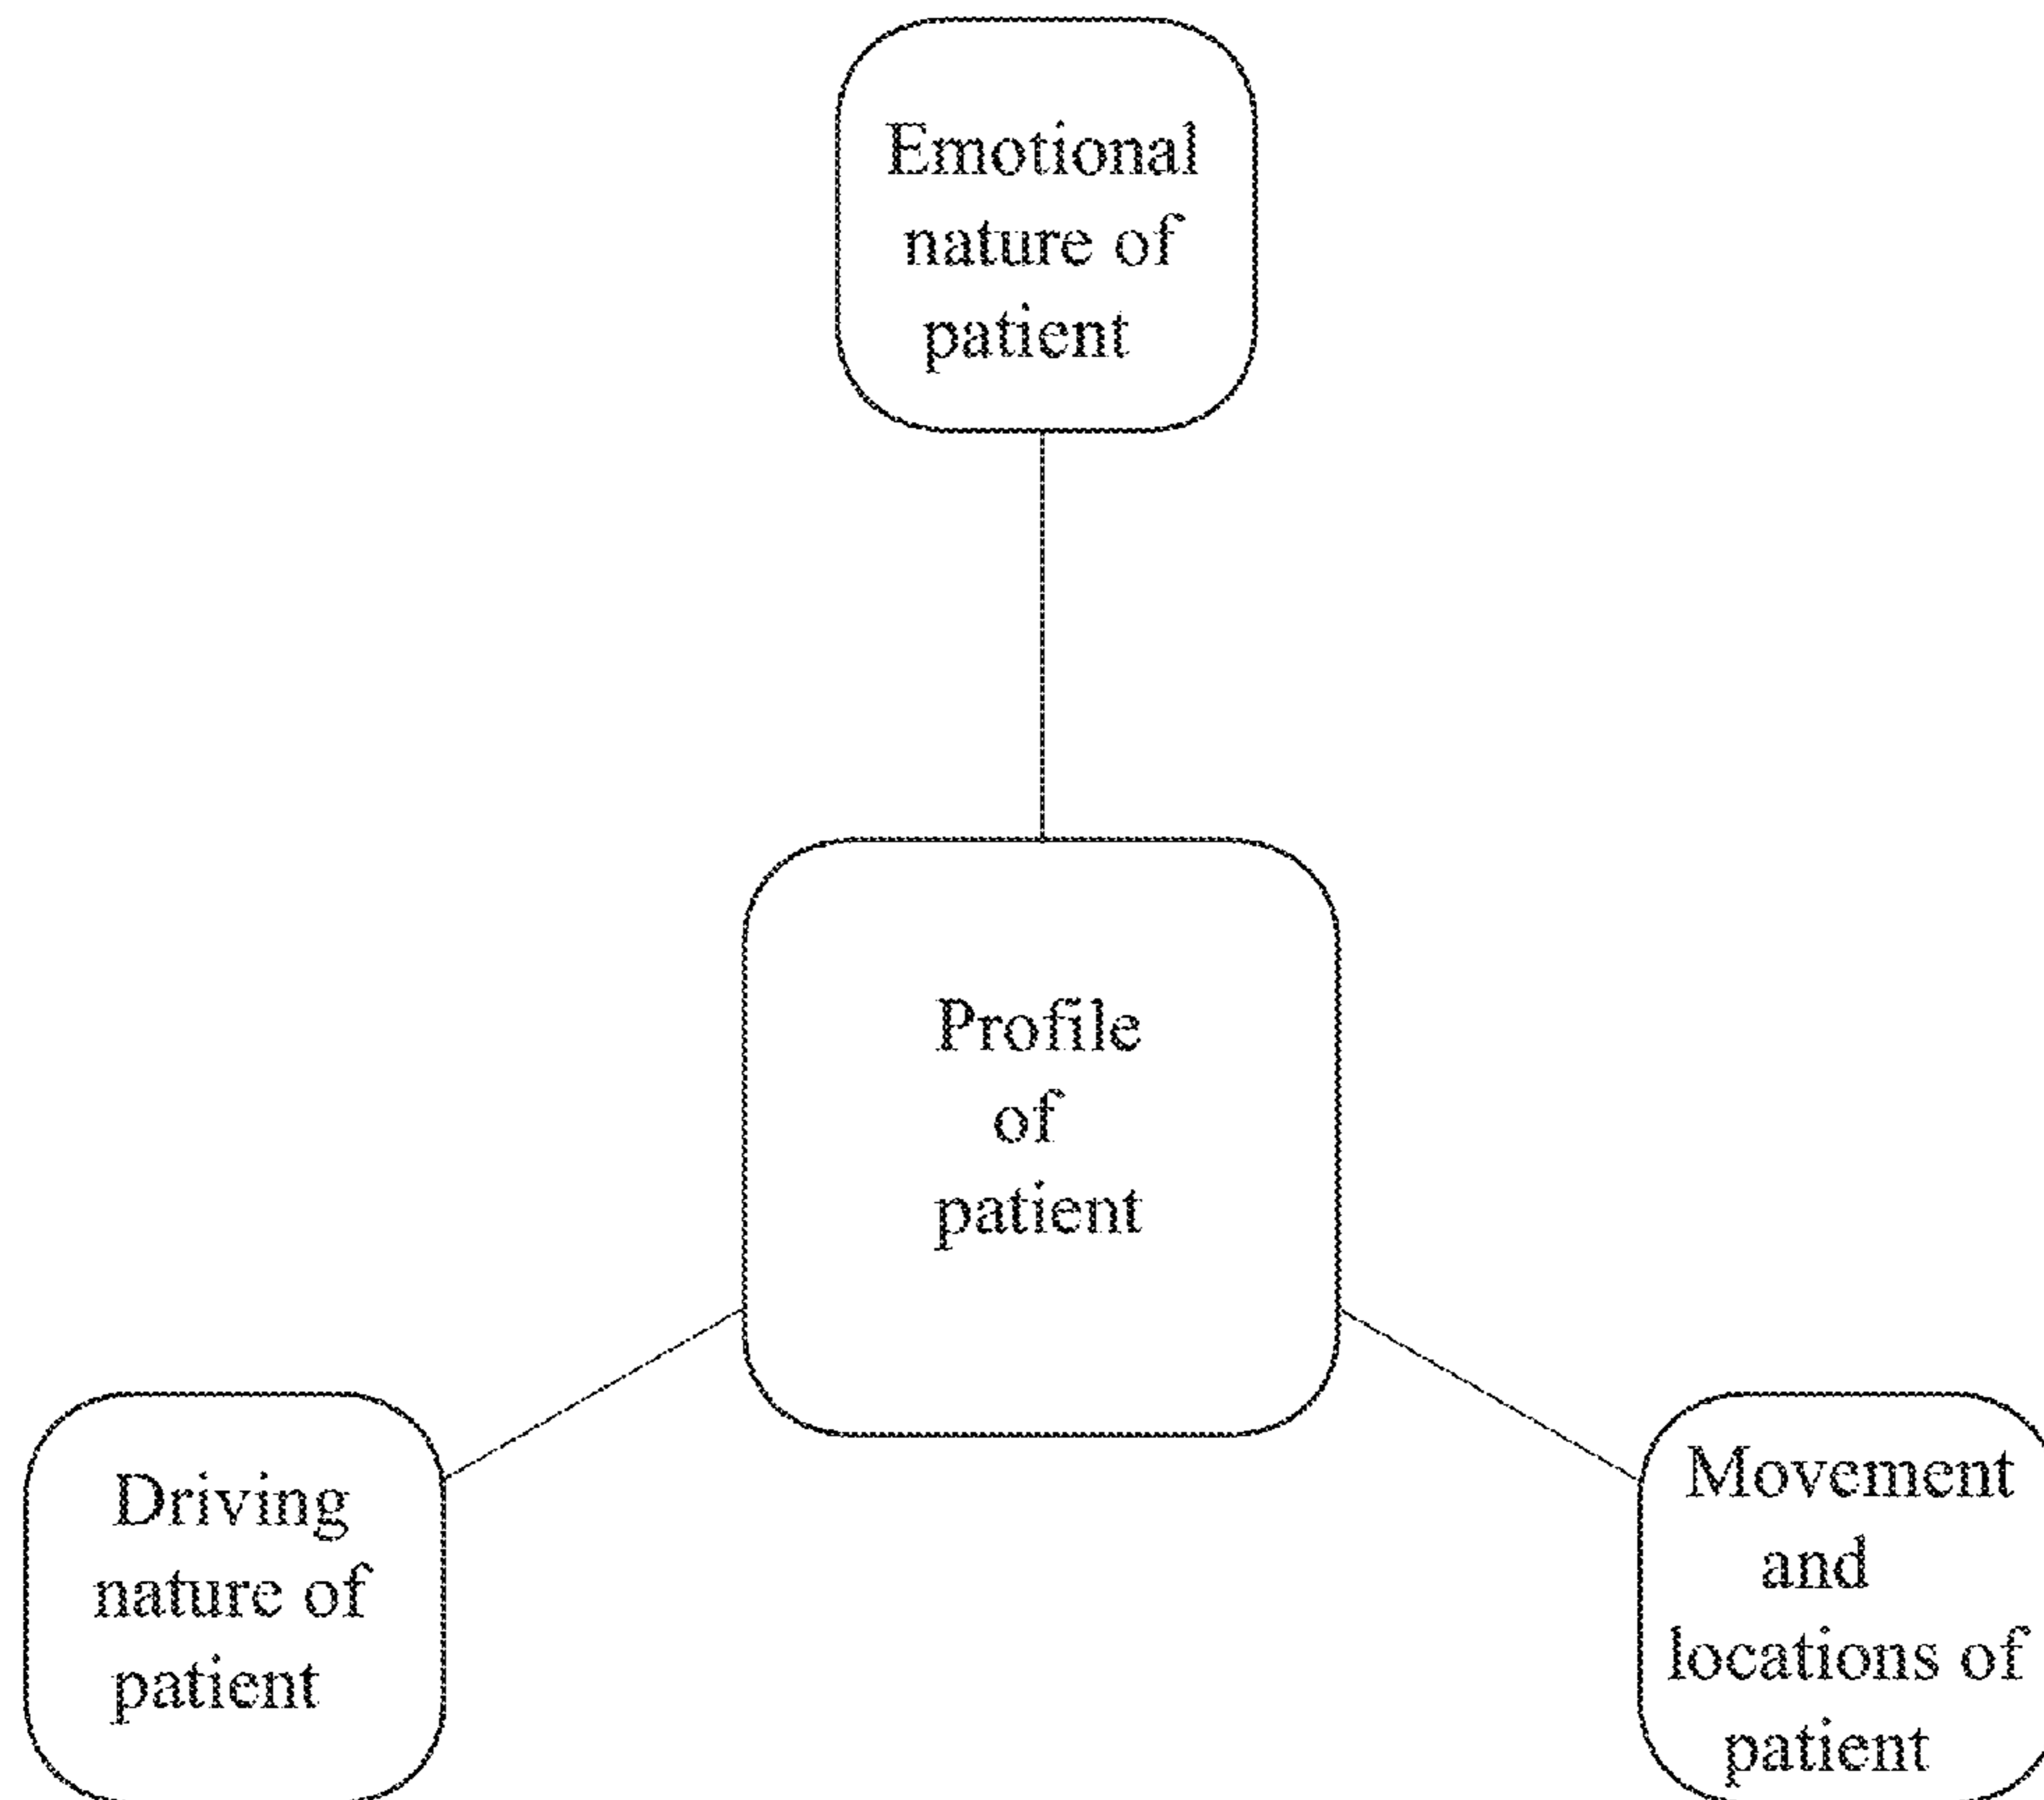 Emotional
nature of
patient
Profile
of
patient
Driving
nature of
patient
Movement
and
locations of
patient